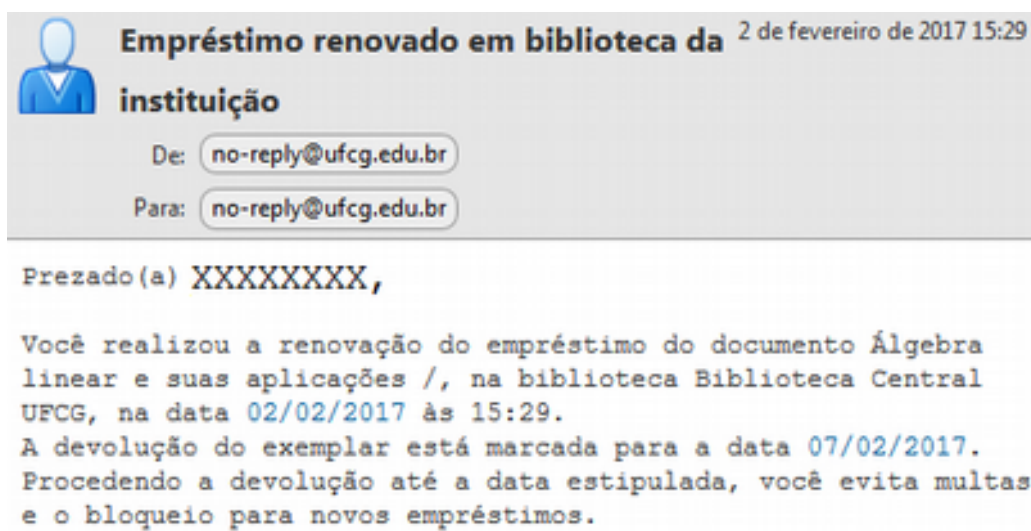 Empréstimo renovado em biblioteca da 2 de fevereiro de 2017 15:29
instituição
De: no-reply@ufcg.edu.br
Para: no-reply@ufcg.edu.br
Prezado(a) XXXXXXXX,
Você realizou a renovação do empréstimo do documento Álgebra
linear e suas aplicações /, na biblioteca Biblioteca Central
UFCG, na data 02/02/2017 às 15:29.
A devolução do exemplar está marcada para a data 07/02/2017.
Procedendo a devolução até a data estipulada, você evita multas
e o bloqueio para novos empréstimos.